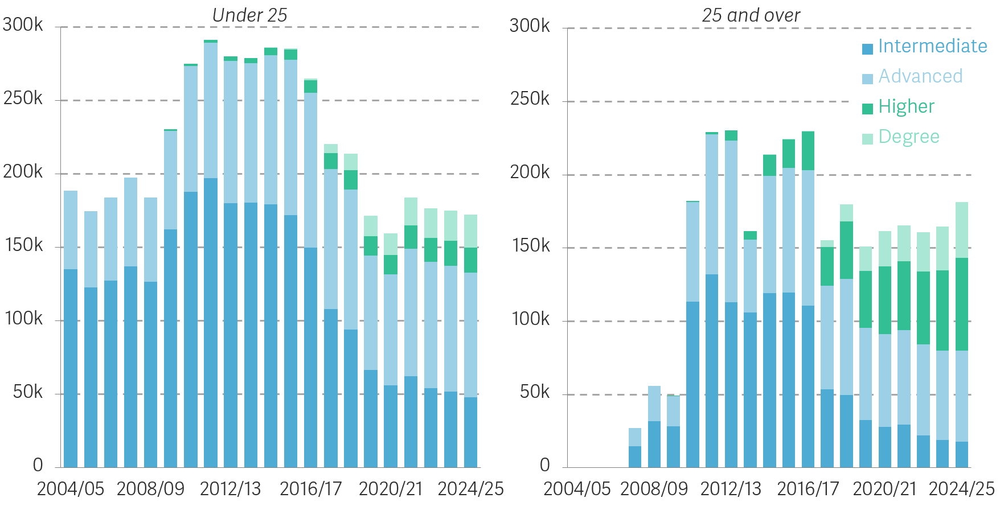 Under 25
300k
250k
200k
150k
100k
50k
0
2004/05 2008/09 2012/13 2016/17 2020/21 2024/25
25 and over
300k
250k
200k
150k
100k
50k
0
2004/05 2008/09 2012/13 2016/17 2020/21 2024/25
Intermediate
Advanced
Higher
Degree